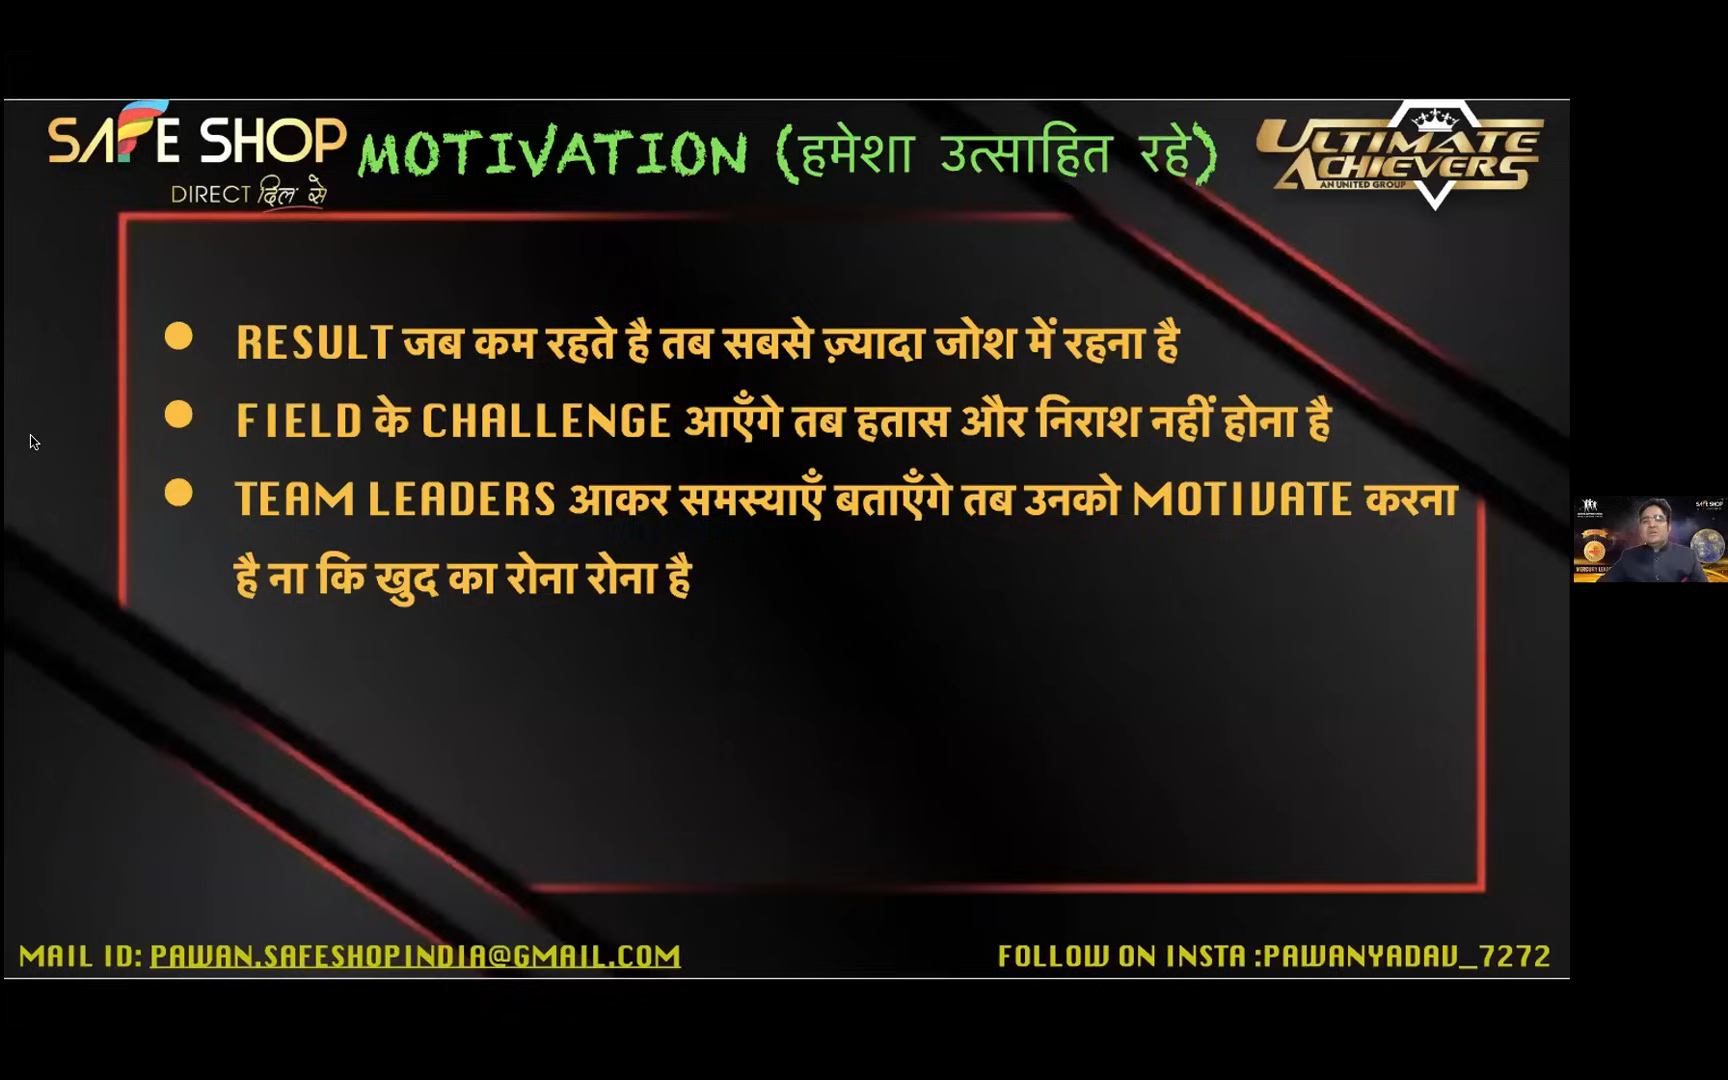 SAFE SHOP
DIRECT दिल से
MOTIVATION (हमेशा उत्साहित रहे)
ULTIMATE
ACHIEVERS
AN UNITED GROUP
RESULT जब कम रहते है तब सबसे ज़्यादा जोश में रहना है
FIELD के CHALLENGE आएँगे तब हतास और निराश नहीं होना है
TEAM LEADERS आकर समस्याएँ बताएँगे तब उनको MOTIVATE करना
है ना कि खुद का रोना रोना है
SAFE SHOP
MAIL ID: PAWAN.SAFESHOPINDIA@GMAIL.COM
FOLLOW ON INSTA :PAWANYADAV_7272